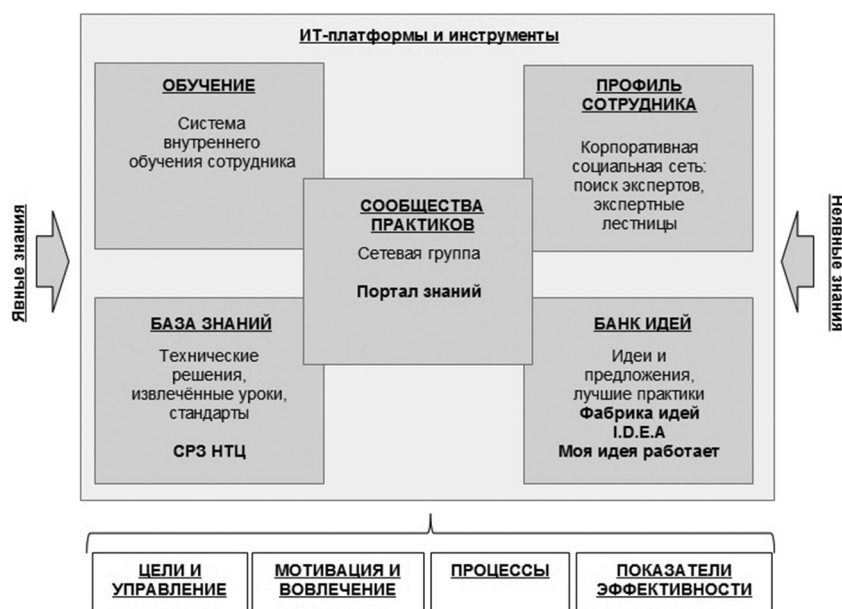 ИТ-платформы и инструменты
ОБУЧЕНИЕ
Система
внутреннего
обучения сотрудника
ПРОФИЛЬ
СОТРУДНИКА
Корпоративная
социальная сеть:
поиск экспертов,
экспертные
лестницы
СООБЩЕСТВА
ПРАКТИКОВ
Сетевая группа
Портал знаний
Явные знания
Неявные знания
БАЗА ЗНАНИЙ
Технические
решения,
извлечённые уроки,
стандарты
СРЗ НТЦ
БАНК ИДЕЙ
Идеи и
предложения,
лучшие практики
Фабрика идей
I.D.E.A
Моя идея работает
ЦЕЛИ И
УПРАВЛЕНИЕ
МОТИВАЦИЯ И
ВОВЛЕЧЕНИЕ
ПРОЦЕССЫ
ПОКАЗАТЕЛИ
ЭФФЕКТИВНОСТИ